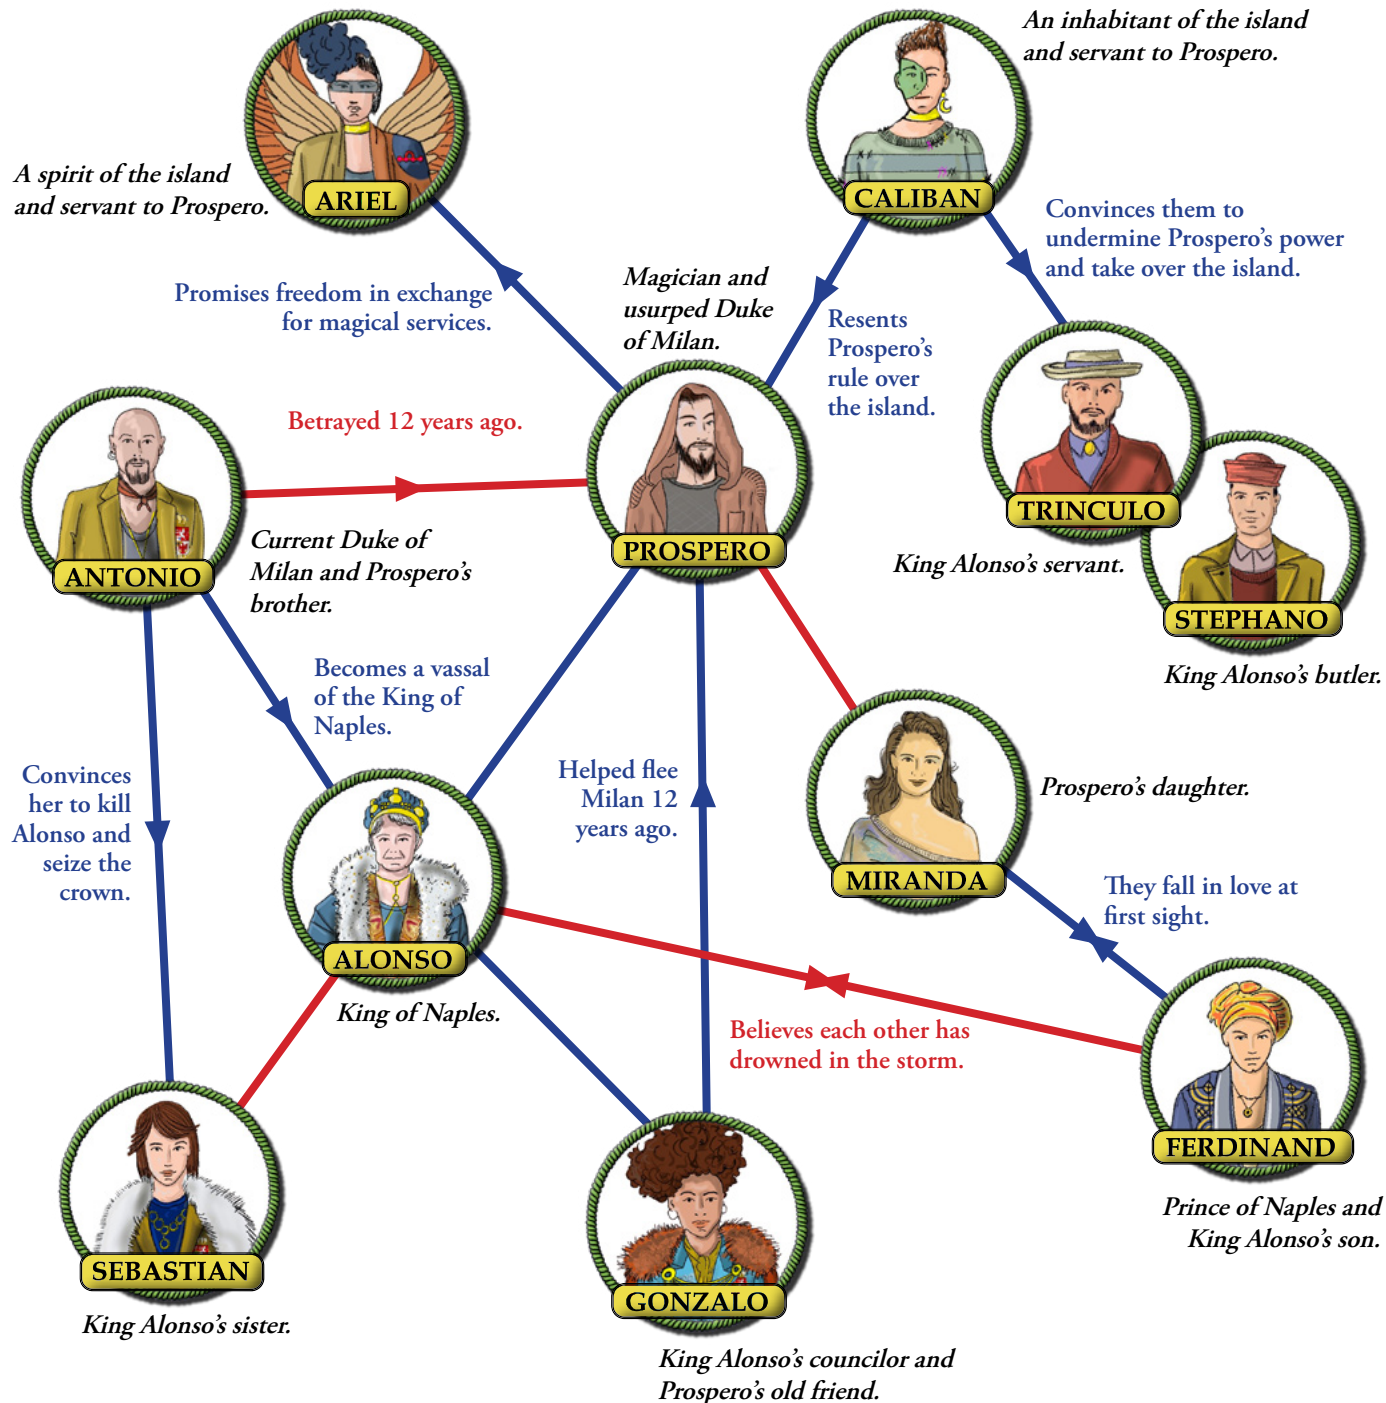 An inhabitant of the island
and servant to Prospero.
A spirit of the island
and servant to Prospero.
ARIEL
CALIBAN
Convinces them to
undermine Prospero’s power
and take over the island.
Promises freedom in exchange
for magical services.
Magician and
usurped Duke
of Milan.
Resents
Prospero’s
rule over
the island.
Betrayed 12 years ago.
TRINCULO
King Alonso’s servant.
PROSPERO
Current Duke of
Milan and Prospero’s
brother.
ANTONIO
STEPHANO
King Alonso’s butler.
Becomes a vassal
of the King of
Naples.
Convinces
her to kill
Alonso and
seize the
crown.
Helped flee
Milan 12
years ago.
Prospero’s daughter.
MIRANDA
They fall in love at
first sight.
ALONSO
King of Naples.
Believes each other has
drowned in the storm.
FERDINAND
Prince of Naples and
King Alonso’s son.
SEBASTIAN
King Alonso’s sister.
GONZALO
King Alonso’s councilor and
Prospero’s old friend.